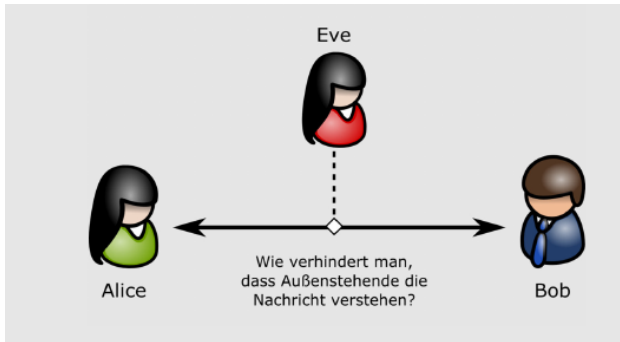 Eve
Alice
Wie verhindert man,
dass Außenstehende die
Nachricht verstehen?
Bob